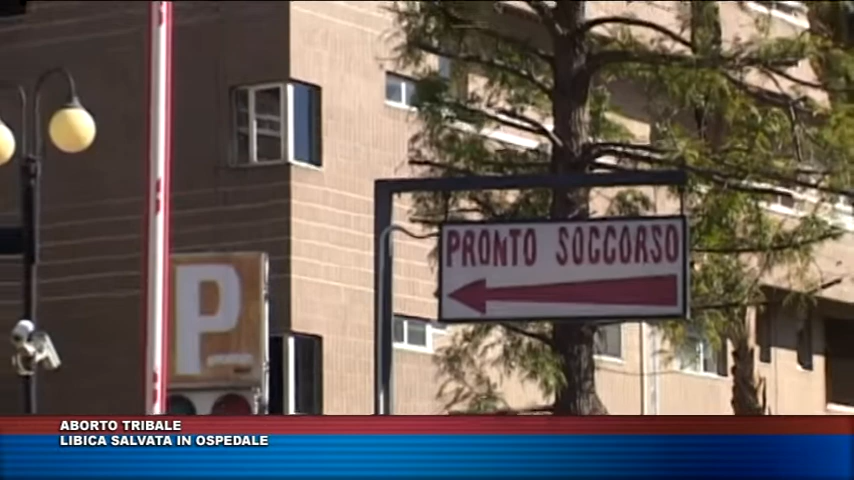 PRONTO SOCCORSO
P
ABORTO TRIBALE
LIBICA SALVATA IN OSPEDALE